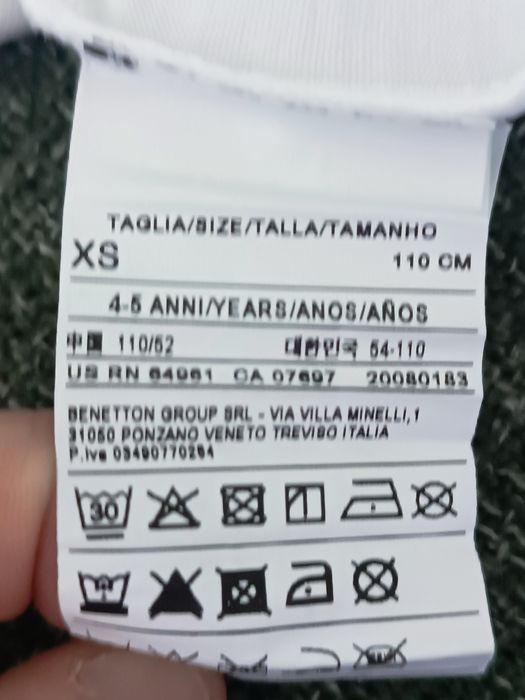 TAGLIA/SIZE/TALLA/TAMANHO
XS 110 CM
4-5 ANNI/YEARS/ANOS/AÑOS
中国 110/52 대한민국 54-110
US RN 64961 CA 07697 20080183
BENETTON GROUP SRL - VIA VILLA MINELLI,1
31050 PONZANO VENETO TREVISO ITALIA
P.Iva 03490770264
30